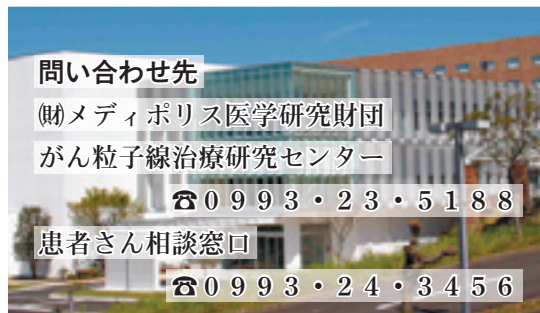 問い合わせ先
㈶メディポリス医学研究財団
がん粒子線治療研究センター
☎0993・23・5188
患者さん相談窓口
☎0993・24・3456